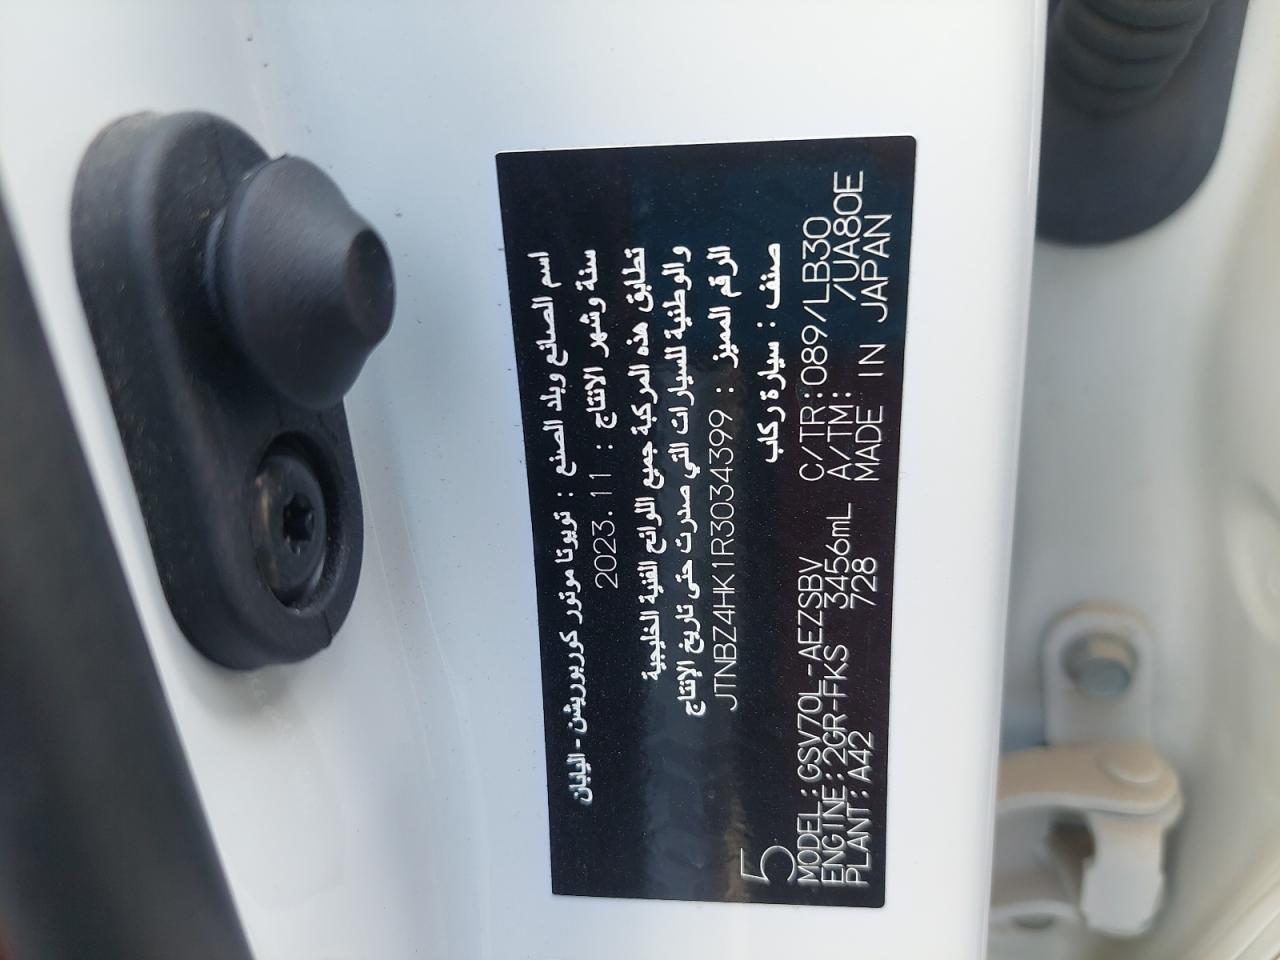 اسم الصانع وبلد الصنع : تويوتا موتور كوربوريشن - اليابان
سنة وشهر الانتاج : 2023.11
تطابق هذه المركبة جميع اللوائح الفنية الخليجية
والوطنية للسيارات التي صدرت حتى تاريخ الإنتاج
الرقم المميز : JTNBZ4HK1R3034399
صنف : سيارة ركاب
5
MODEL:GSV70L-AEZSBV C/TR:089/LB30
ENGINE:2GR-FKS 3456mL A/TM: /UA80E
PLANT:A42 728 MADE IN JAPAN